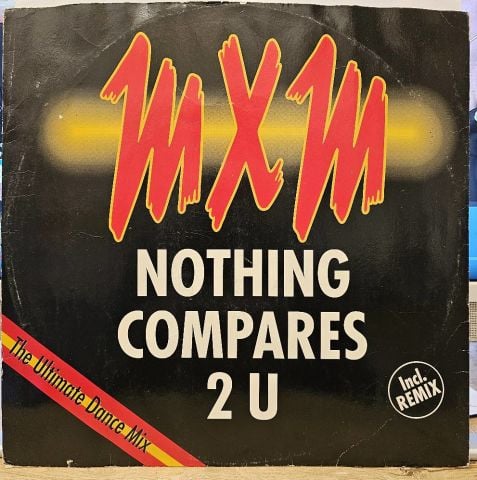 MXM
NOTHING
COMPARES
2 U
The Ultimate Dance Mix
Incl.
REMIX